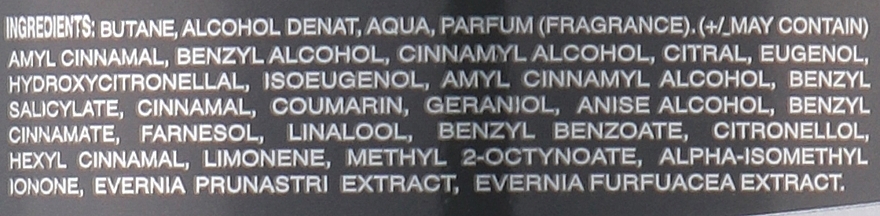 INGREDIENTS: BUTANE, ALCOHOL DENAT, AQUA, PARFUM (FRAGRANCE). (+/_MAY CONTAIN)
AMYL CINNAMAL, BENZYL ALCOHOL, CINNAMYL ALCOHOL, CITRAL, EUGENOL,
HYDROXYCITRONELLAL, ISOEUGENOL, AMYL CINNAMYL ALCOHOL, BENZYL
SALICYLATE, CINNAMAL, COUMARIN, GERANIOL, ANISE ALCOHOL, BENZYL
CINNAMATE, FARNESOL, LINALOOL, BENZYL BENZOATE, CITRONELLOL,
HEXYL CINNAMAL, LIMONENE, METHYL 2-OCTYNOATE, ALPHA-ISOMETHYL
IONONE, EVERNIA PRUNASTRI EXTRACT, EVERNIA FURFUACEA EXTRACT.